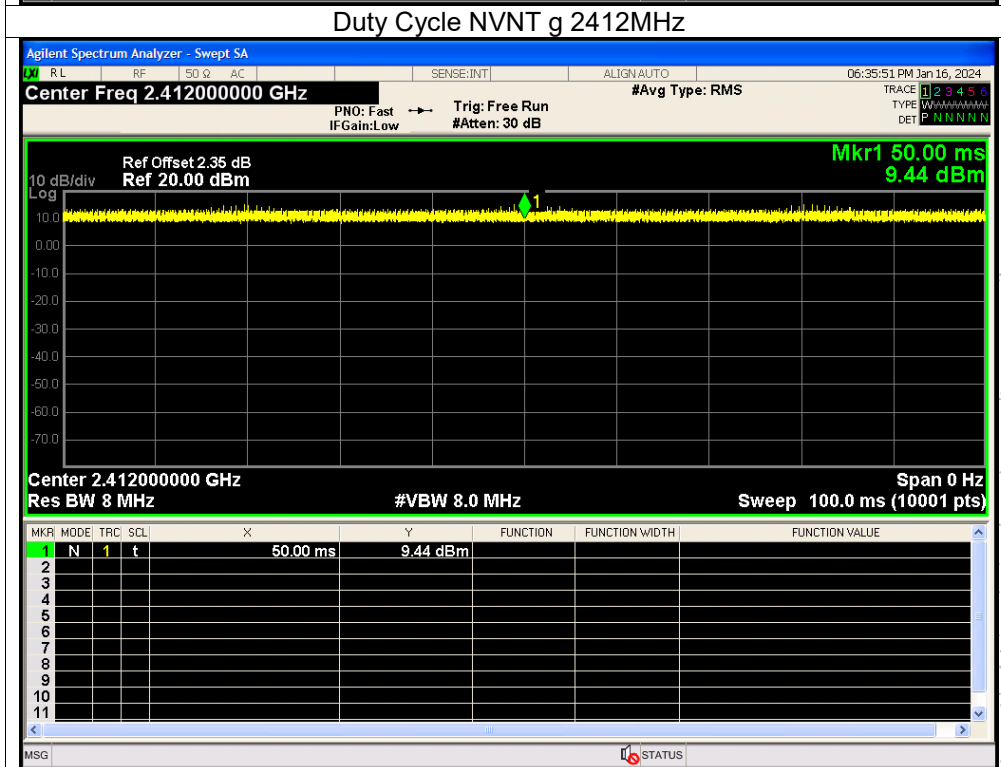 Duty Cycle NVNT g 2412MHz
Agilent Spectrum Analyzer - Swept SA
LXI RL RF 50 Ω AC SENSE:INT ALIGN AUTO 06:35:51 PM Jan 16, 2024
Center Freq 2.412000000 GHz #Avg Type: RMS TRACE 1 2 3 4 5 6
PNO: Fast Trig: Free Run TYPE WWWWWW
IFGain:Low #Atten: 30 dB DET P N N N N N
Mkr1 50.00 ms
Ref Offset 2.35 dB
10 dB/div Ref 20.00 dBm 9.44 dBm
Log
1
10.0
0.00
-10.0
-20.0
-30.0
-40.0
-50.0
-60.0
-70.0
Center 2.412000000 GHz Span 0 Hz
Res BW 8 MHz #VBW 8.0 MHz Sweep 100.0 ms (10001 pts)
MKR MODE TRC SCL X Y FUNCTION FUNCTION WIDTH FUNCTION VALUE
1 N 1 t 50.00 ms 9.44 dBm
2
3
4
5
6
7
8
9
10
11
MSG STATUS